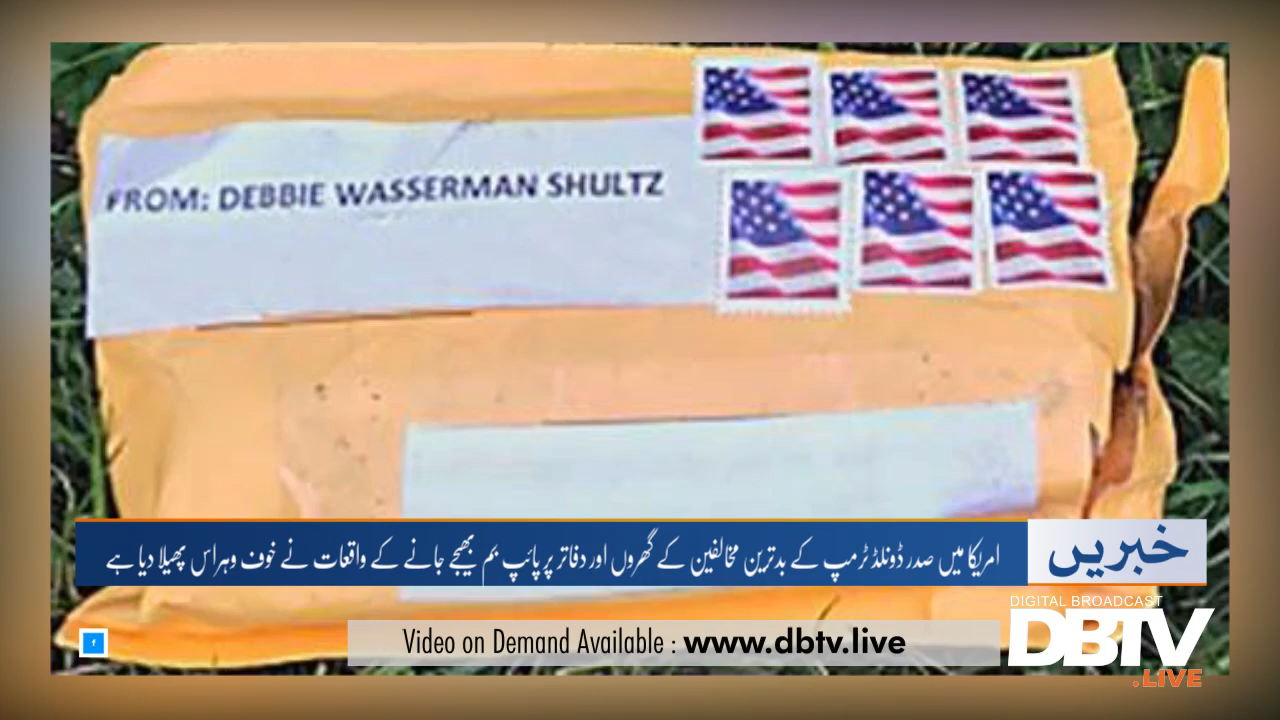 FROM: DEBBIE WASSERMAN SHULTZ
امریکا میں صدر ڈونلڈ ٹرمپ کے بدترین مخالفین کے گھروں اور دفاتر پر پائپ بم بھیجے جانے کے واقعات نے خوف وہراس پھیلا دیا ہے
خبریں
DIGITAL BROADCAST
DBTV
.LIVE
Video on Demand Available : www.dbtv.live
f